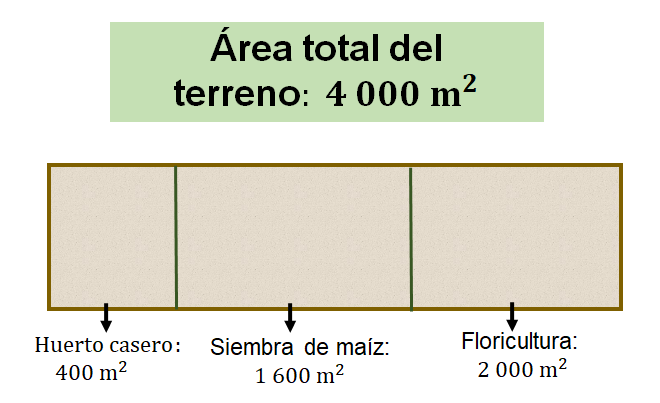 Área total del
terreno: 4 000 m²
Huerto casero:
400 m²
Siembra de maíz:
1 600 m²
Floricultura:
2 000 m²